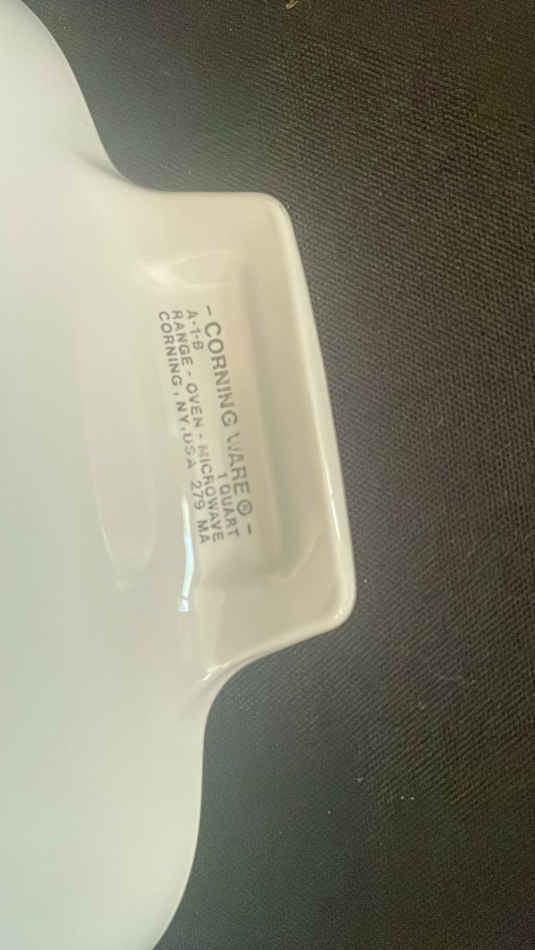 - CORNING WARE ® -
A-1-B 1 QUART
RANGE - OVEN - MICROWAVE
CORNING, NY, USA 279 MA